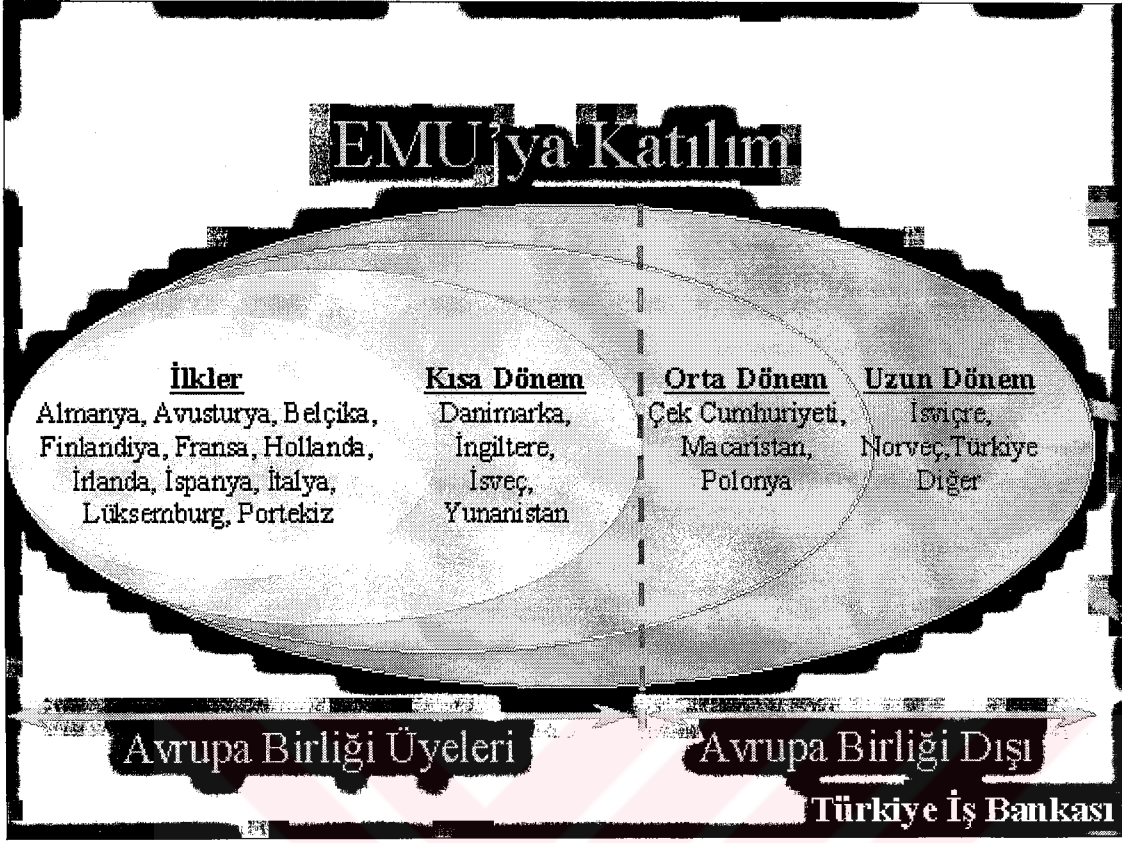 EMU'ya Katılım
İlkler
Almanya, Avusturya, Belçika,
Finlandiya, Fransa, Hollanda,
İrlanda, İspanya, İtalya,
Lüksemburg, Portekiz
Kısa Dönem
Danimarka,
İngiltere,
İsveç,
Yunanistan
Orta Dönem
Çek Cumhuriyeti,
Macaristan,
Polonya
Uzun Dönem
İsviçre,
Norveç,Türkiye
Diğer
Avrupa Birliği Üyeleri
Avrupa Birliği Dışı
Türkiye İş Bankası